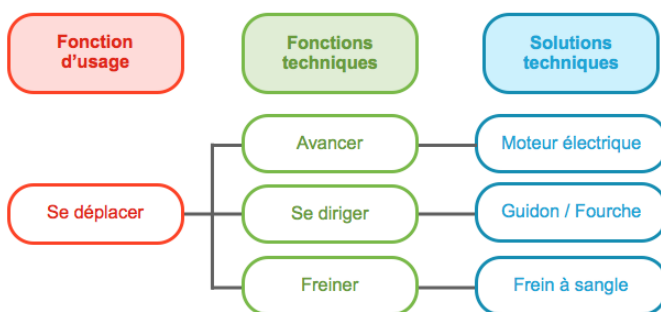 Fonction
d’usage
Fonctions
techniques
Solutions
techniques
Avancer
Moteur électrique
Se déplacer
Se diriger
Guidon / Fourche
Freiner
Frein à sangle